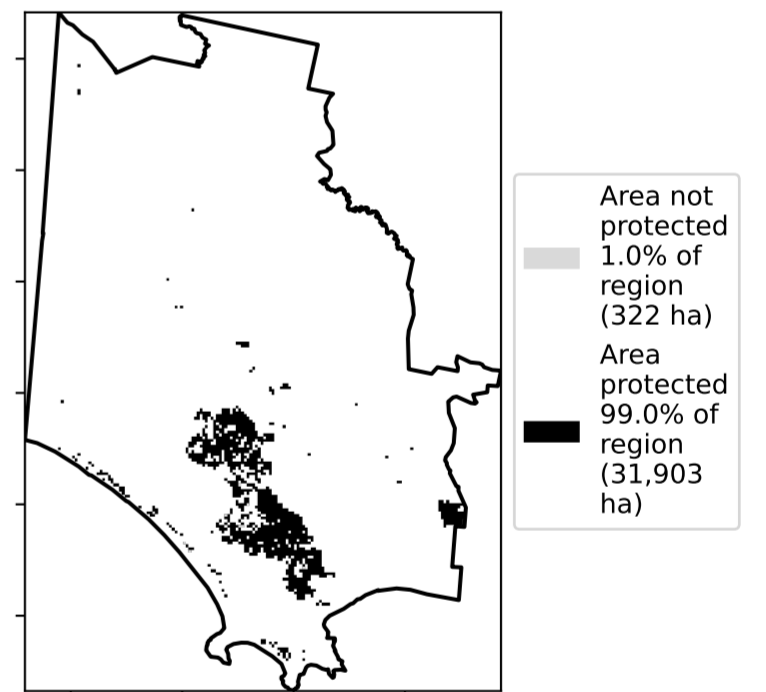 Area not
protected
1.0% of
region
(322 ha)
Area
protected
99.0% of
region
(31,903
ha)